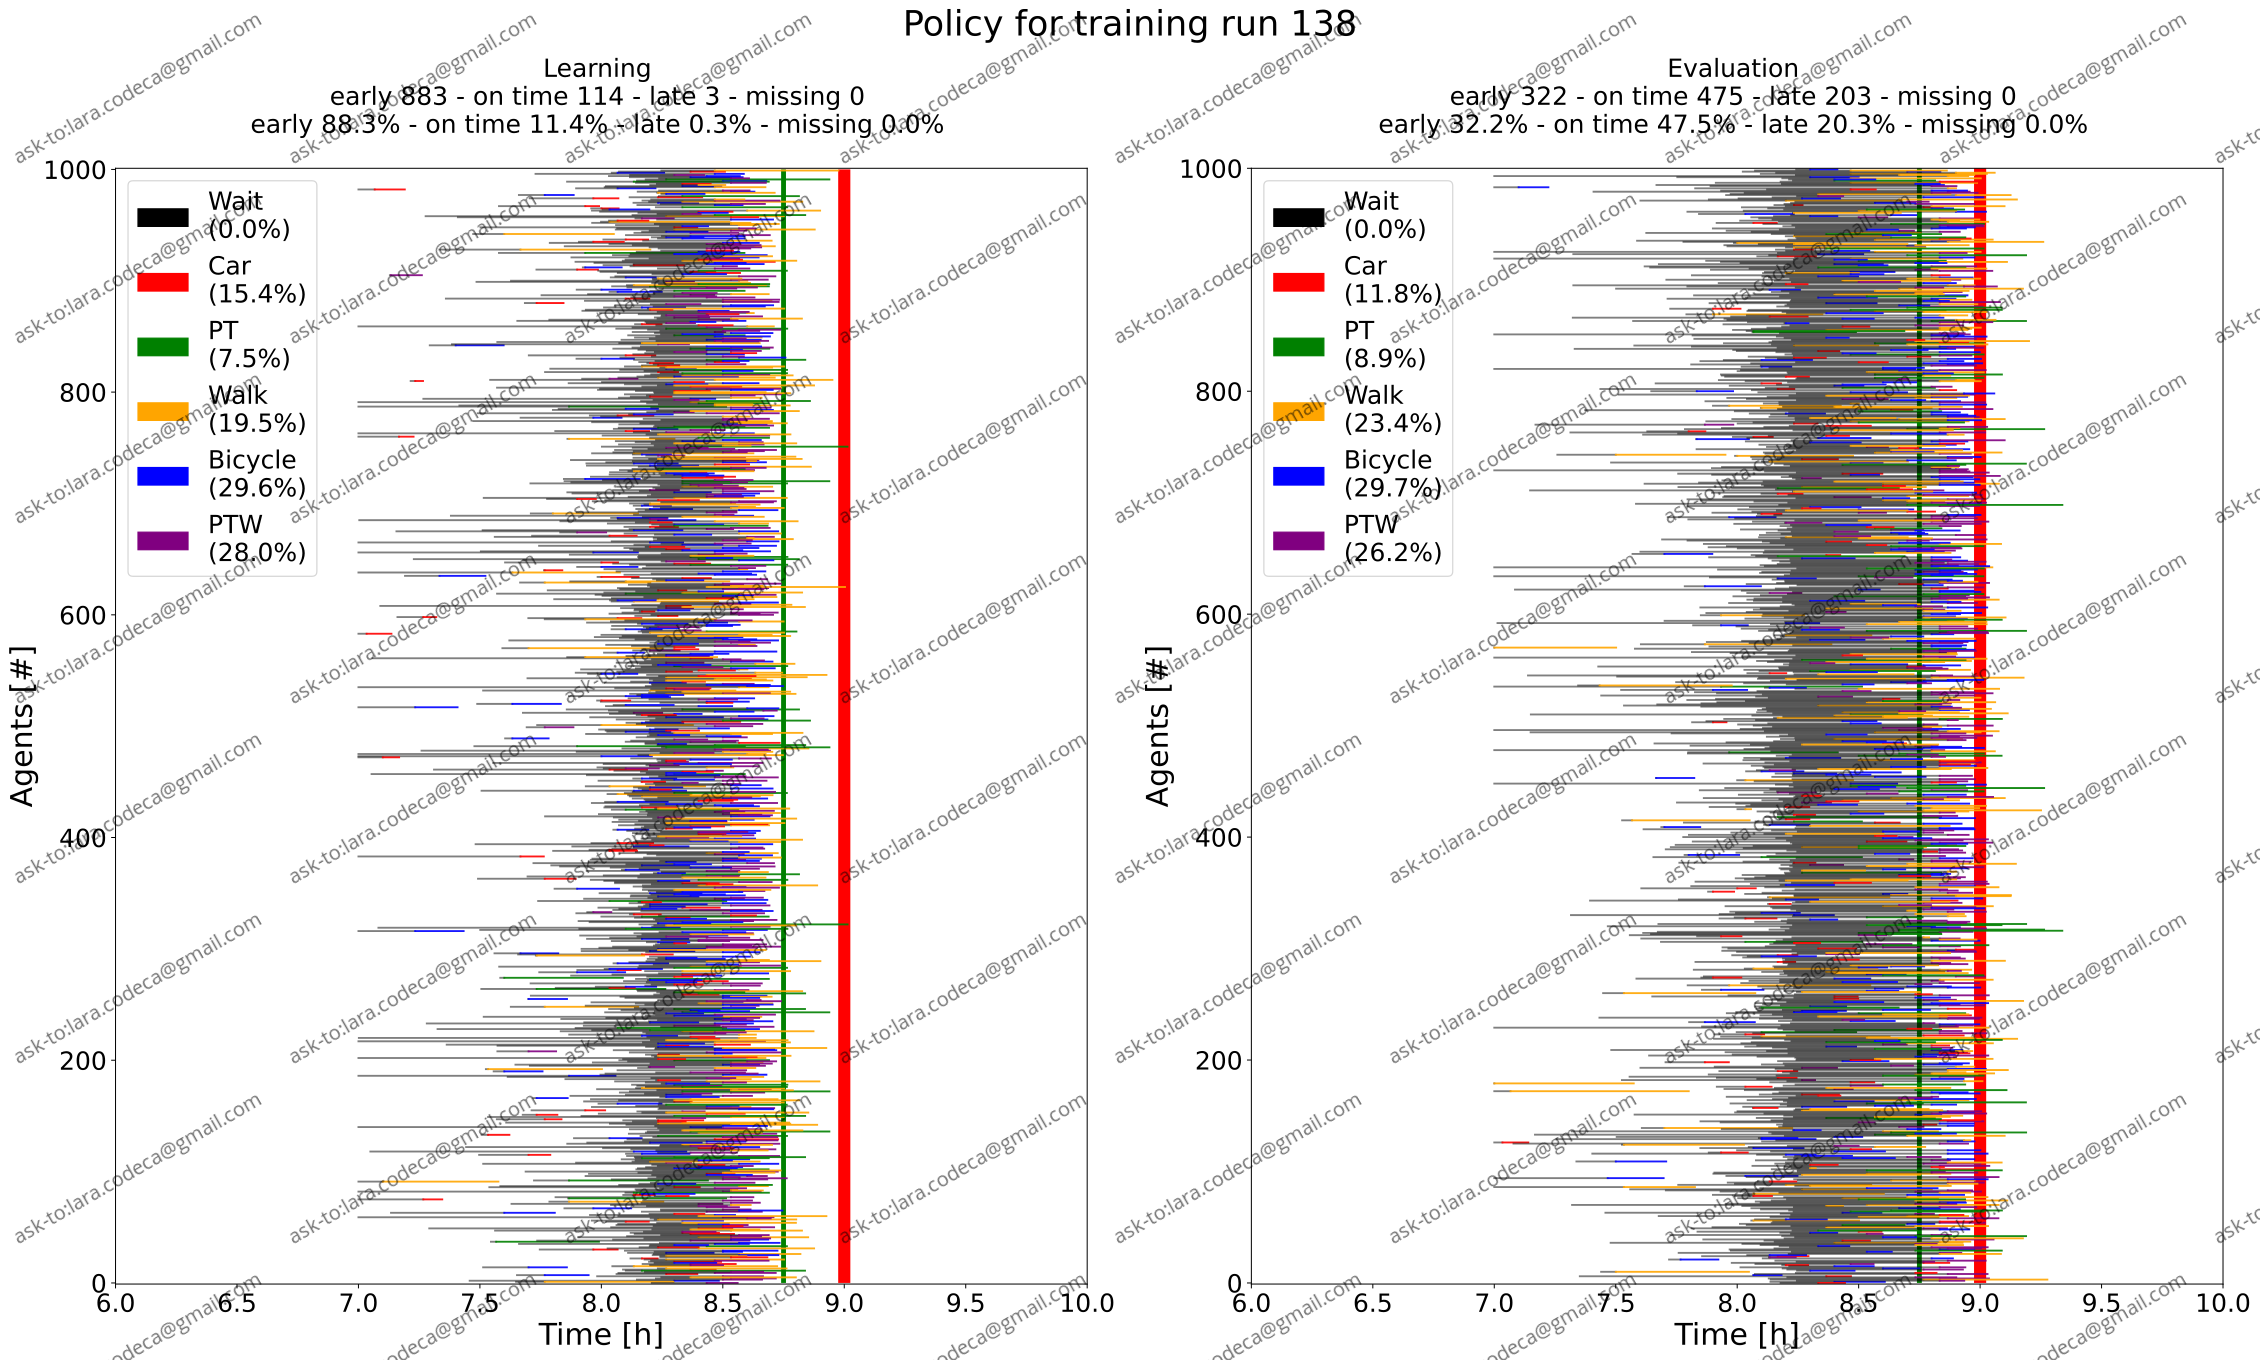 Policy for training run 138
Learning
early 883 - on time 114 - late 3 - missing 0
early 88.3% - on time 11.4% - late 0.3% - missing 0.0%
Evaluation
early 322 - on time 475 - late 203 - missing 0
early 32.2% - on time 47.5% - late 20.3% - missing 0.0%
Agents [#]
1000
800
600
400
200
0
Wait
(0.0%)
Car
(15.4%)
PT
(7.5%)
Walk
(19.5%)
Bicycle
(29.6%)
PTW
(28.0%)
6.0 6.5 7.0 7.5 8.0 8.5 9.0 9.5 10.0
Time [h]
Agents [#]
1000
800
600
400
200
0
Wait
(0.0%)
Car
(11.8%)
PT
(8.9%)
Walk
(23.4%)
Bicycle
(29.7%)
PTW
(26.2%)
6.0 6.5 7.0 7.5 8.0 8.5 9.0 9.5 10.0
Time [h]
ask-to:lara.codeca@gmail.com